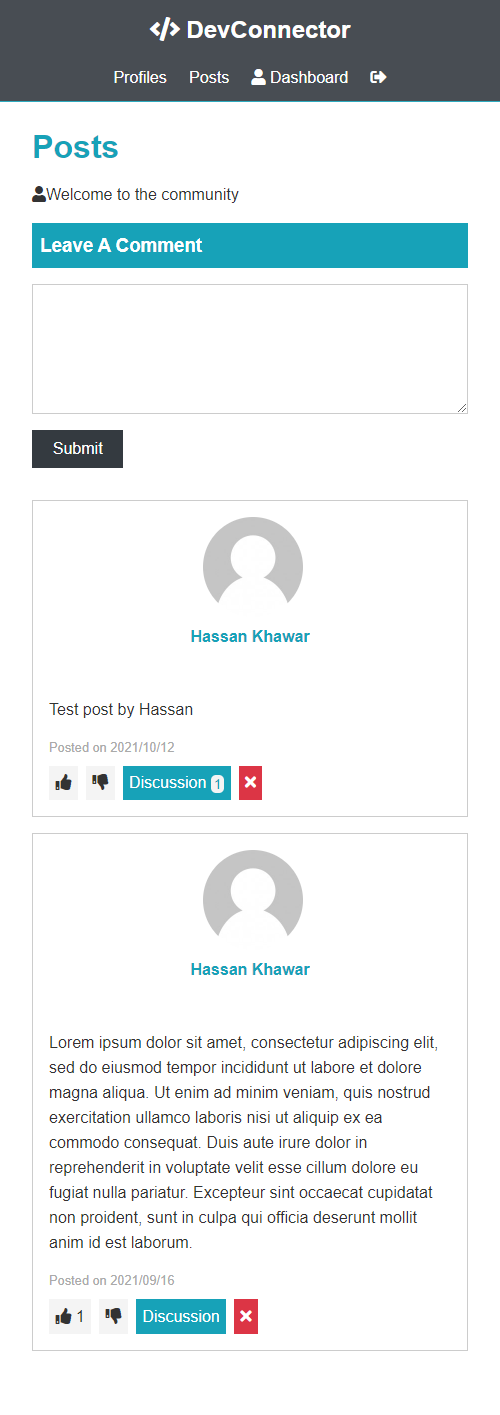 </> DevConnector
Profiles Posts Dashboard
Posts
Welcome to the community
Leave A Comment
Submit
Hassan Khawar
Test post by Hassan
Posted on 2021/10/12
Discussion 1
Hassan Khawar
Lorem ipsum dolor sit amet, consectetur adipiscing elit,
sed do eiusmod tempor incididunt ut labore et dolore
magna aliqua. Ut enim ad minim veniam, quis nostrud
exercitation ullamco laboris nisi ut aliquip ex ea
commodo consequat. Duis aute irure dolor in
reprehenderit in voluptate velit esse cillum dolore eu
fugiat nulla pariatur. Excepteur sint occaecat cupidatat
non proident, sunt in culpa qui officia deserunt mollit
anim id est laborum.
Posted on 2021/09/16
1 Discussion